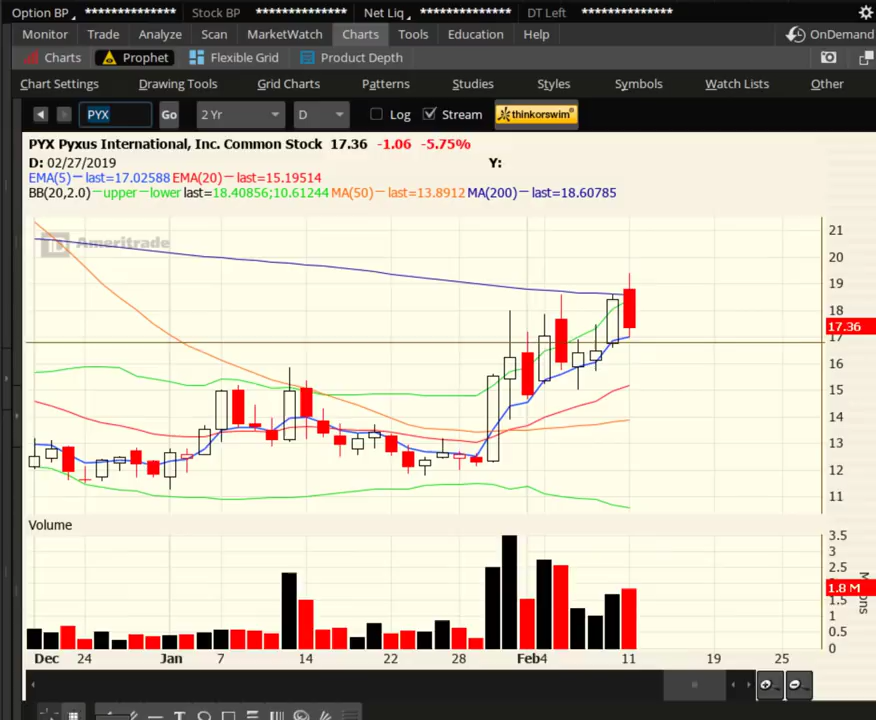 Option BP ************** Stock BP ************** Net Liq ************** DT Left **************
Monitor Trade Analyze Scan MarketWatch Charts Tools Education Help OnDemand
Charts Prophet Flexible Grid Product Depth
Chart Settings Drawing Tools Grid Charts Patterns Studies Styles Symbols Watch Lists Other
PYX Go 2 Yr D Log Stream thinkorswim
PYX Pyxus International, Inc. Common Stock 17.36 -1.06 -5.75%
D: 02/27/2019 Y:
EMA(5) — last=17.02588 EMA(20) — last=15.19514
BB(20,2.0) —upper —lower last=18.40856;10.61244 MA(50) — last=13.8912 MA(200) — last=18.60785
Ameritrade
21
20
19
18
17.36
17
16
15
14
13
12
11
Volume
3.5
3
2.5
1.8 M
1.5
1
0.5
0
Dec 24 Jan 7 14 22 28 Feb 4 11 19 25